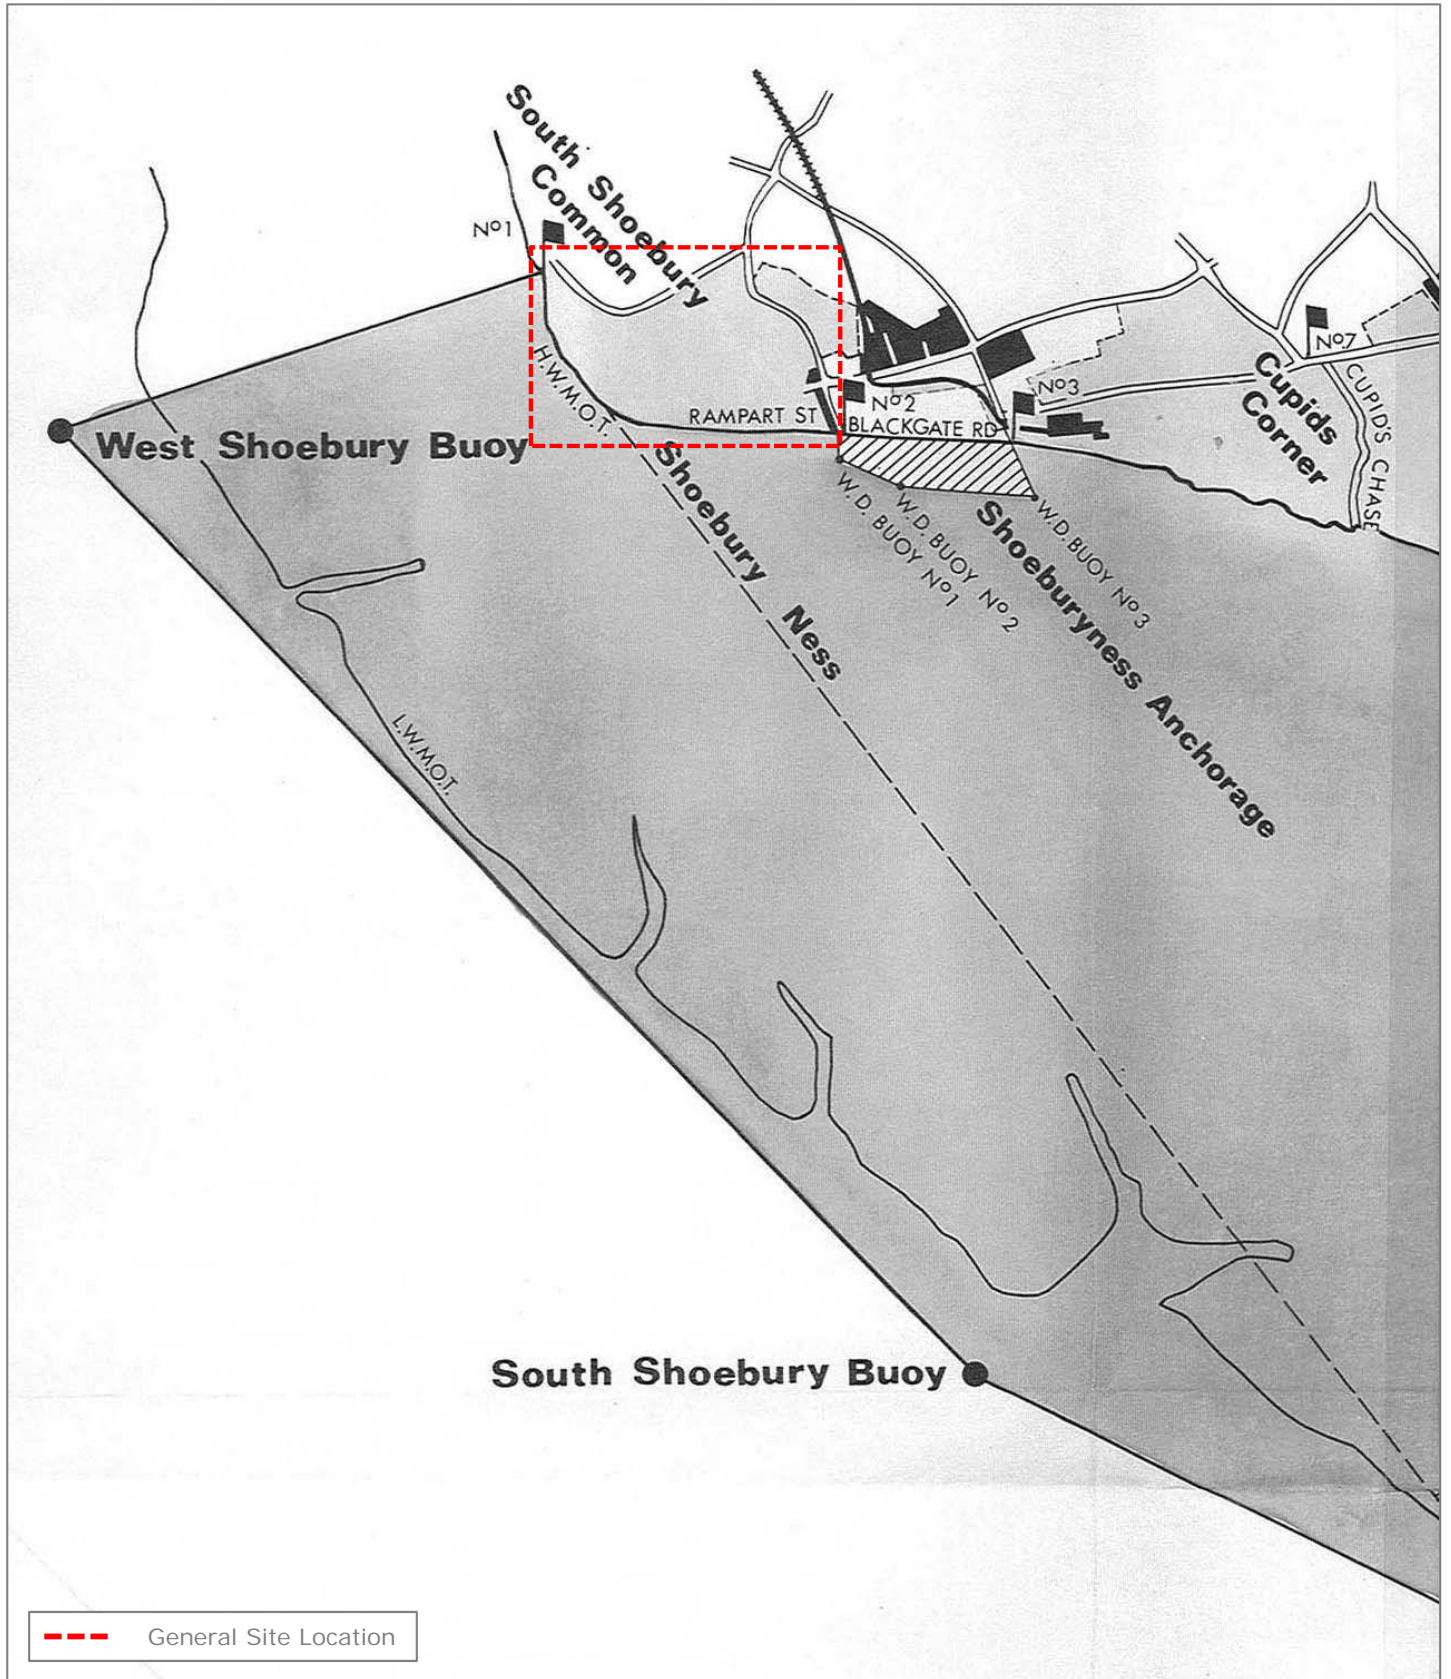 South Shoebury
Common
Nº1
H.W.M.O.T.
RAMPART ST
Nº2
BLACKGATE RD
Nº3
Nº7
Cupids
Corner
CUPID'S CHASE
West Shoebury Buoy
Shoebury Ness
W.D. BUOY Nº1
W.D. BUOY Nº2
W.D. BUOY Nº3
Shoeburyness Anchorage
L.W.M.O.T.
South Shoebury Buoy
General Site Location